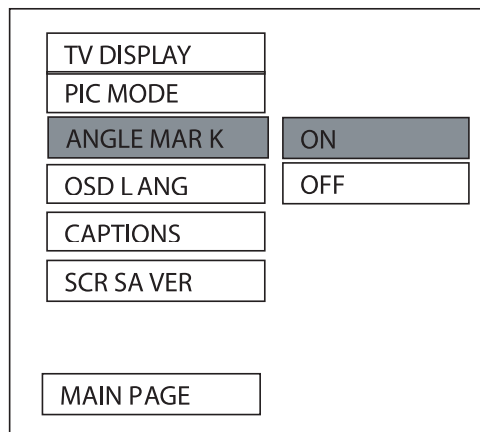 TV DISPLAY
PIC MODE
ANGLE MAR K ON
OSD L ANG OFF
CAPTIONS
SCR SA VER
MAIN PAGE